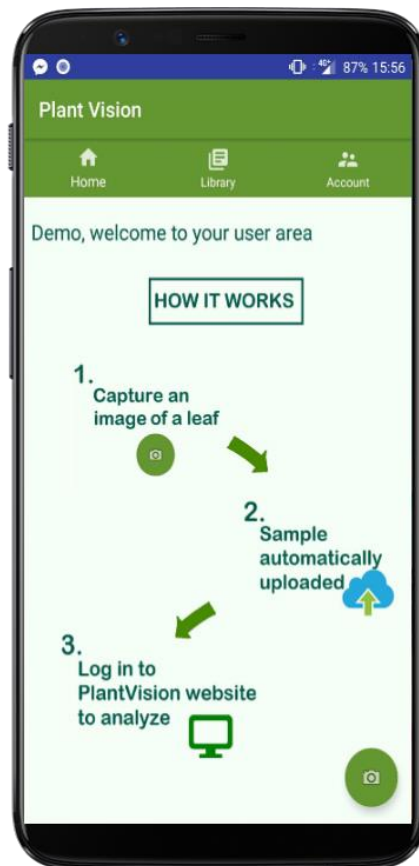 87% 15:56
Plant Vision
Home Library Account
Demo, welcome to your user area
HOW IT WORKS
1.
Capture an
image of a leaf
2.
Sample
automatically
uploaded
3.
Log in to
PlantVision website
to analyze